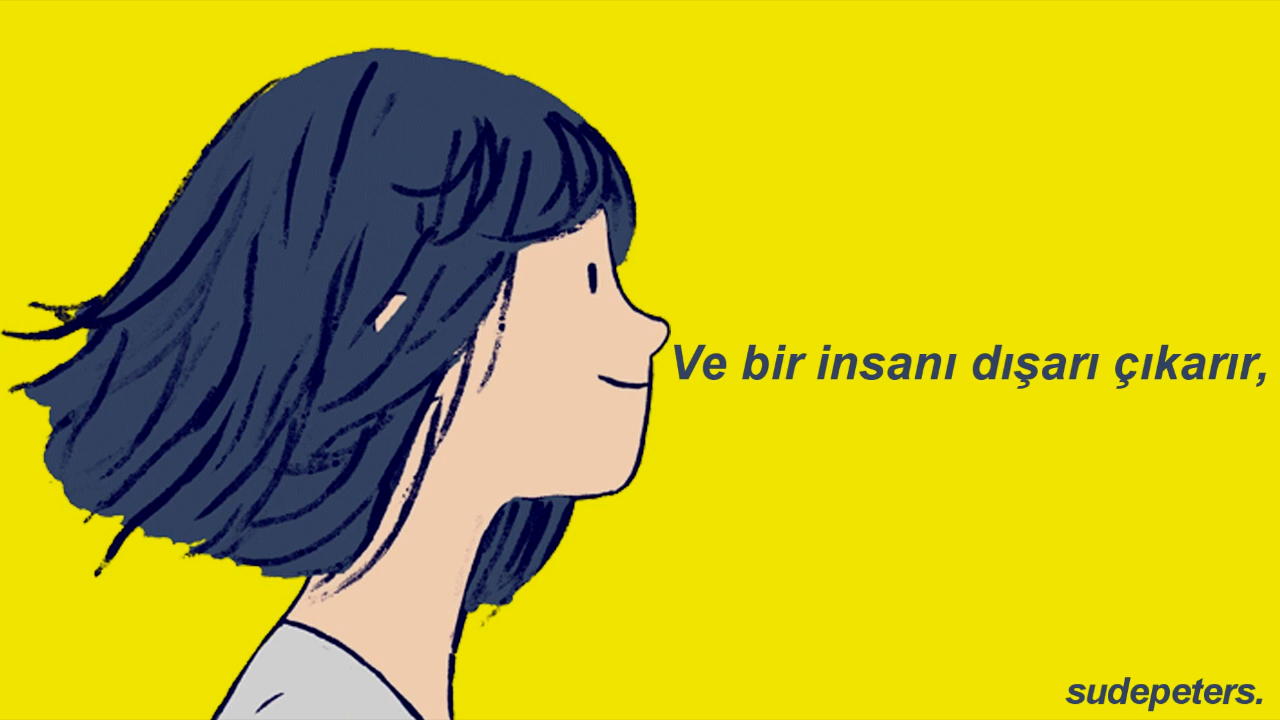 Ve bir insanı dışarı çıkarır,
sudepeters.